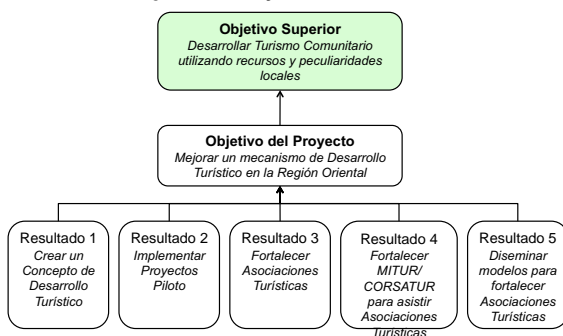 Objetivo Superior
Desarrollar Turismo Comunitario
utilizando recursos y peculiaridades
locales
Objetivo del Proyecto
Mejorar un mecanismo de Desarrollo
Turístico en la Región Oriental
Resultado 1
Crear un
Concepto de
Desarrollo
Turístico
Resultado 2
Implementar
Proyectos
Piloto
Resultado 3
Fortalecer
Asociaciones
Turísticas
Resultado 4
Fortalecer
MITUR/
CORSATUR
para asistir
Asociaciones
Turísticas
Resultado 5
Diseminar
modelos para
fortalecer
Asociaciones
Turísticas